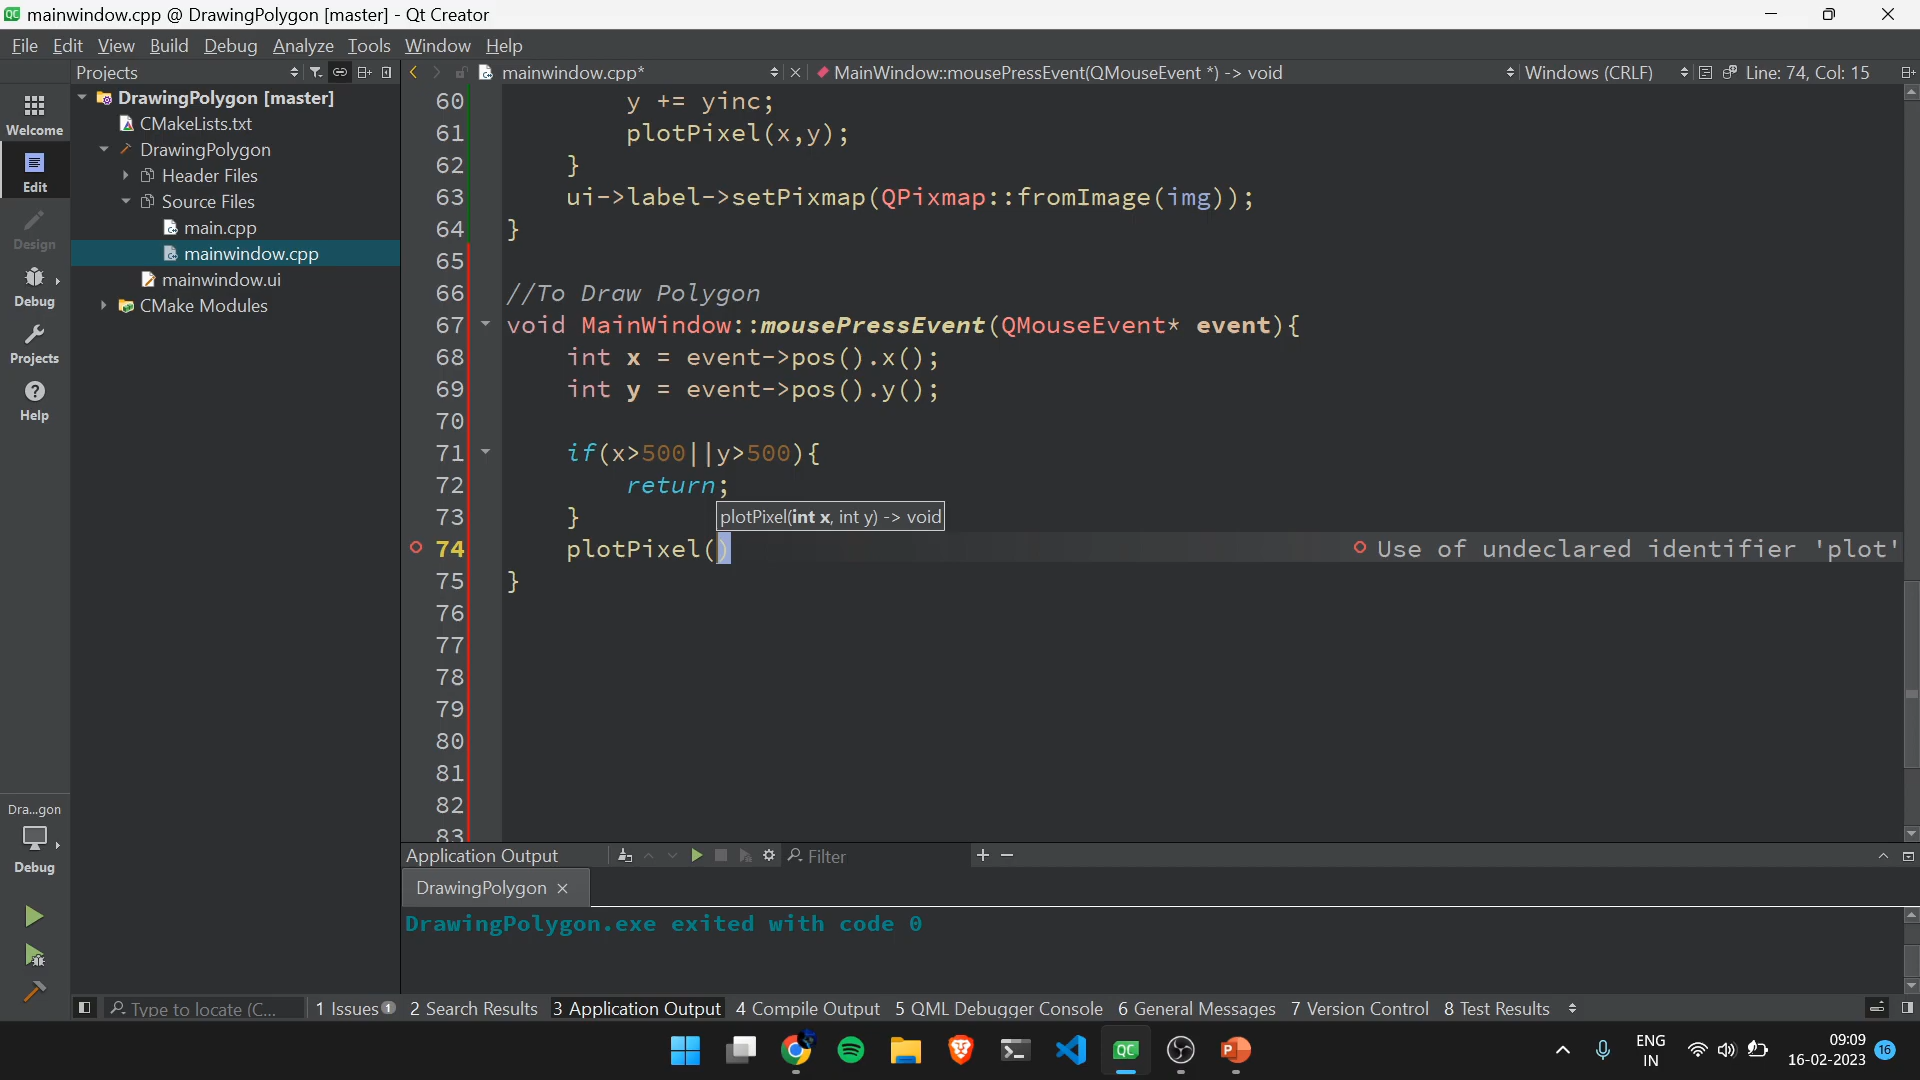 mainwindow.cpp @ DrawingPolygon [master] - Qt Creator
File Edit View Build Debug Analyze Tools Window Help
Projects
mainwindow.cpp*
MainWindow::mousePressEvent(QMouseEvent *) -> void
Windows (CRLF)
Line: 74, Col: 15
Welcome
Edit
Design
Debug
Projects
Help
DrawingPolygon [master]
CMakeLists.txt
DrawingPolygon
Header Files
Source Files
main.cpp
mainwindow.cpp
mainwindow.ui
CMake Modules
60 y += yinc;
61 plotPixel(x,y);
62 }
63 ui->label->setPixmap(QPixmap::fromImage(img));
64 }
65
66 //To Draw Polygon
67 void MainWindow::mousePressEvent(QMouseEvent* event){
68 int x = event->pos().x();
69 int y = event->pos().y();
70
71 if(x>500||y>500){
72 return;
73 }
plotPixel(int x, int y) -> void
74 plotPixel() Use of undeclared identifier 'plot'
75 }
76
77
78
79
80
81
82
83
Dra...gon
Debug
Application Output
Filter
DrawingPolygon
DrawingPolygon.exe exited with code 0
Type to locate (C...
1 Issues 1
2 Search Results
3 Application Output
4 Compile Output
5 QML Debugger Console
6 General Messages
7 Version Control
8 Test Results
QC
ENG
IN
09:09
16-02-2023
16